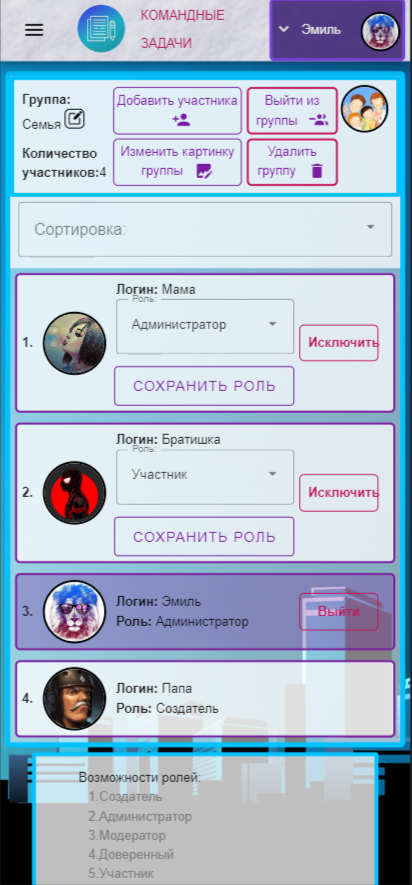 КОМАНДНЫЕ
ЗАДАЧИ
Эмиль
Группа:
Семья
Количество
участников:4
Добавить участника
Выйти из
группы
Изменить картинку
группы
Удалить
группу
Сортировка:
1.
Логин: Мама
Роль:
Администратор
СОХРАНИТЬ РОЛЬ
Исключить
2.
Логин: Братишка
Роль:
Участник
СОХРАНИТЬ РОЛЬ
Исключить
3.
Логин: Эмиль
Роль: Администратор
Выйти
4.
Логин: Папа
Роль: Создатель
Возможности ролей:
1.Создатель
2.Администратор
3.Модератор
4.Доверенный
5.Участник